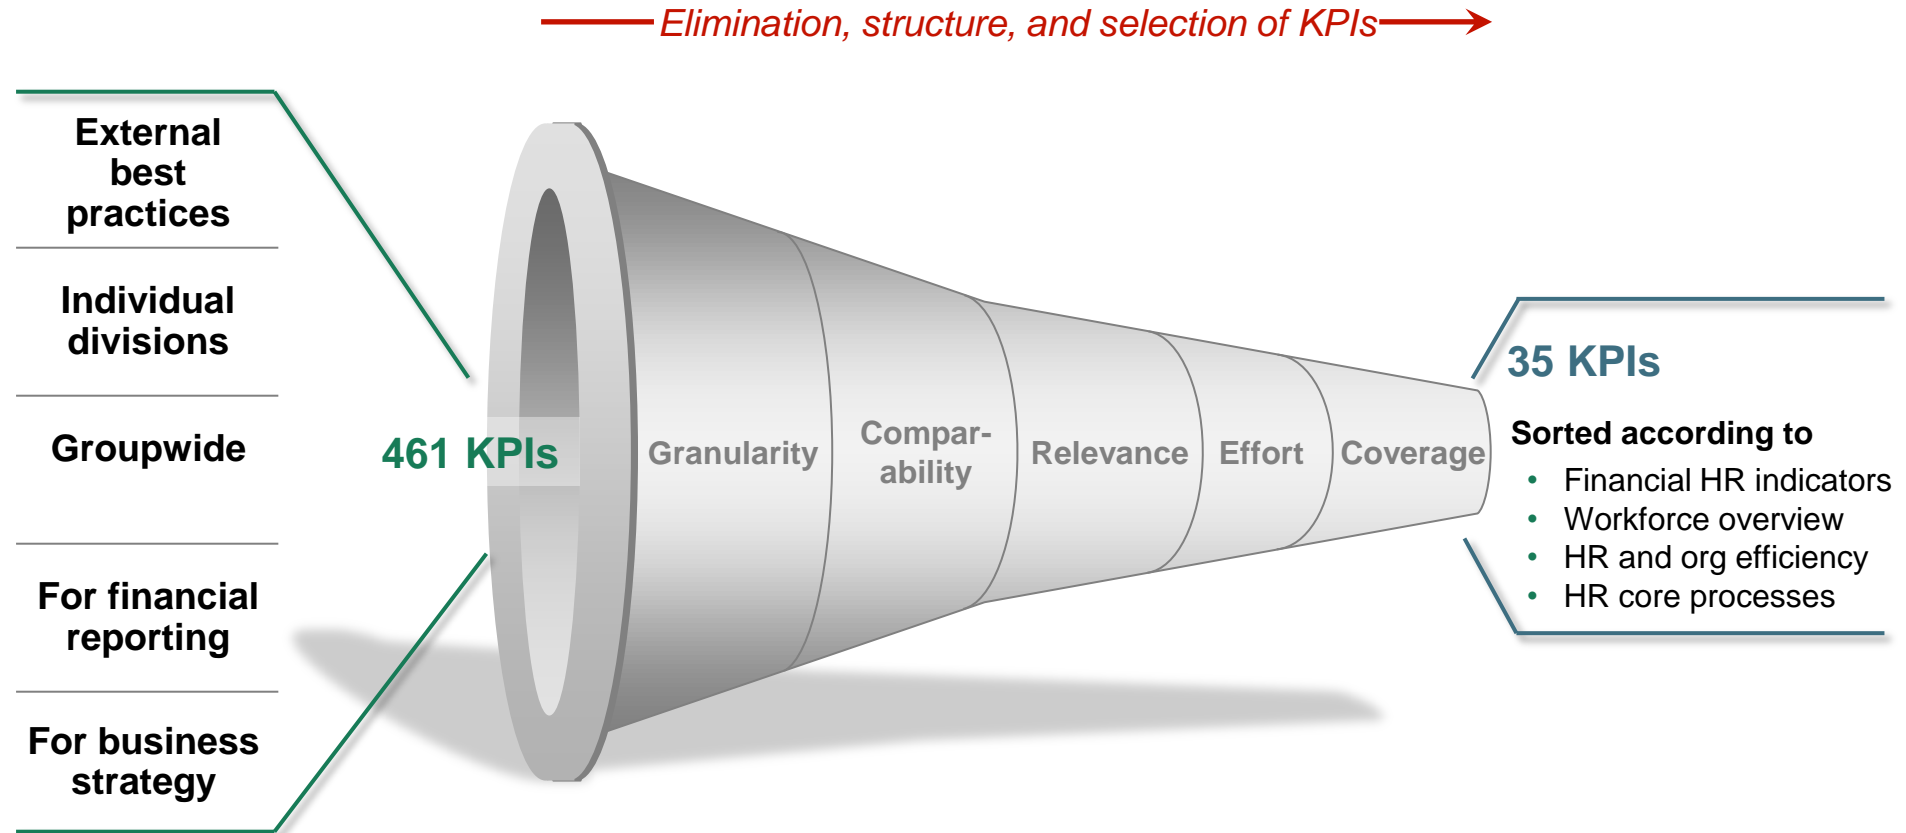 Elimination, structure, and selection of KPIs
External
best
practices
Individual
divisions
Groupwide
For financial
reporting
For business
strategy
461 KPIs
Granularity
Compar-
ability
Relevance
Effort
Coverage
35 KPIs
Sorted according to
• Financial HR indicators
• Workforce overview
• HR and org efficiency
• HR core processes